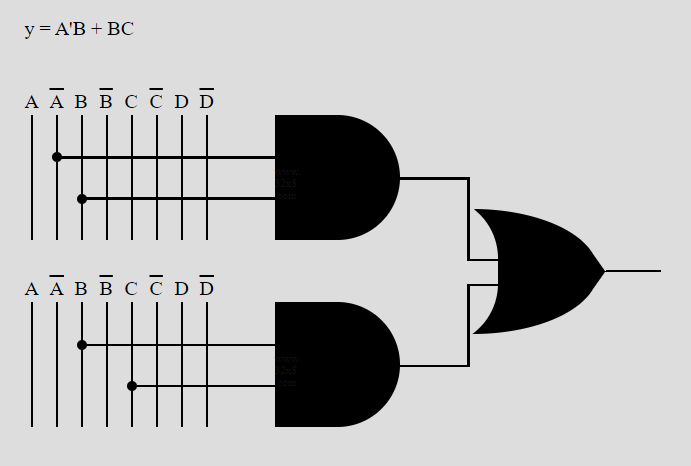 y = A'B + BC
A A̅ B B̅ C C̅ D D̅
A A̅ B B̅ C C̅ D D̅